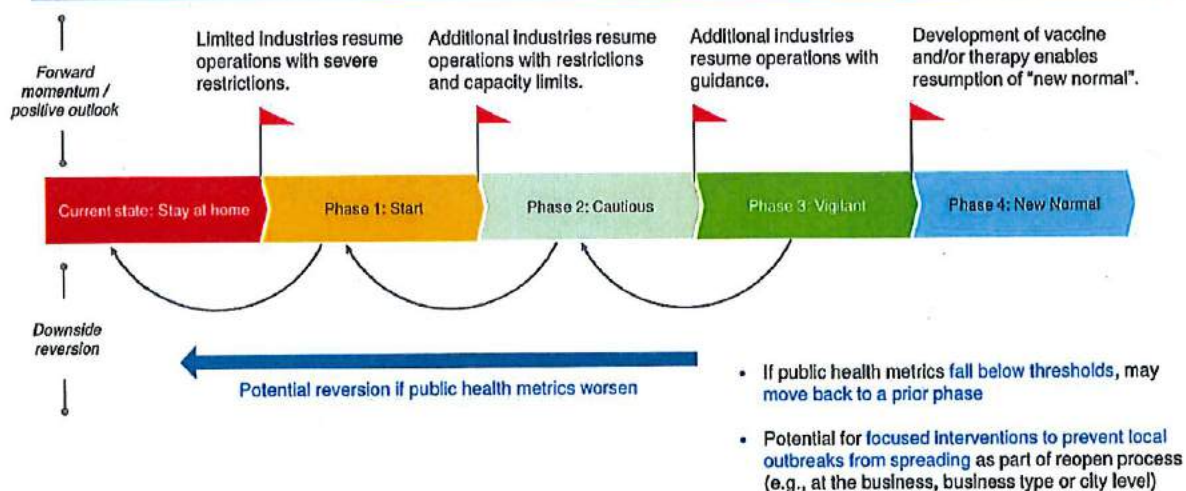 Forward
momentum /
positive outlook
Limited industries resume
operations with severe
restrictions.
Additional industries resume
operations with restrictions
and capacity limits.
Additional industries
resume operations with
guidance.
Development of vaccine
and/or therapy enables
resumption of "new normal".
Current state: Stay at home
Phase 1: Start
Phase 2: Cautious
Phase 3: Vigilant
Phase 4: New Normal
Downside
reversion
Potential reversion if public health metrics worsen
• If public health metrics fall below thresholds, may
move back to a prior phase
• Potential for focused interventions to prevent local
outbreaks from spreading as part of reopen process
(e.g., at the business, business type or city level)